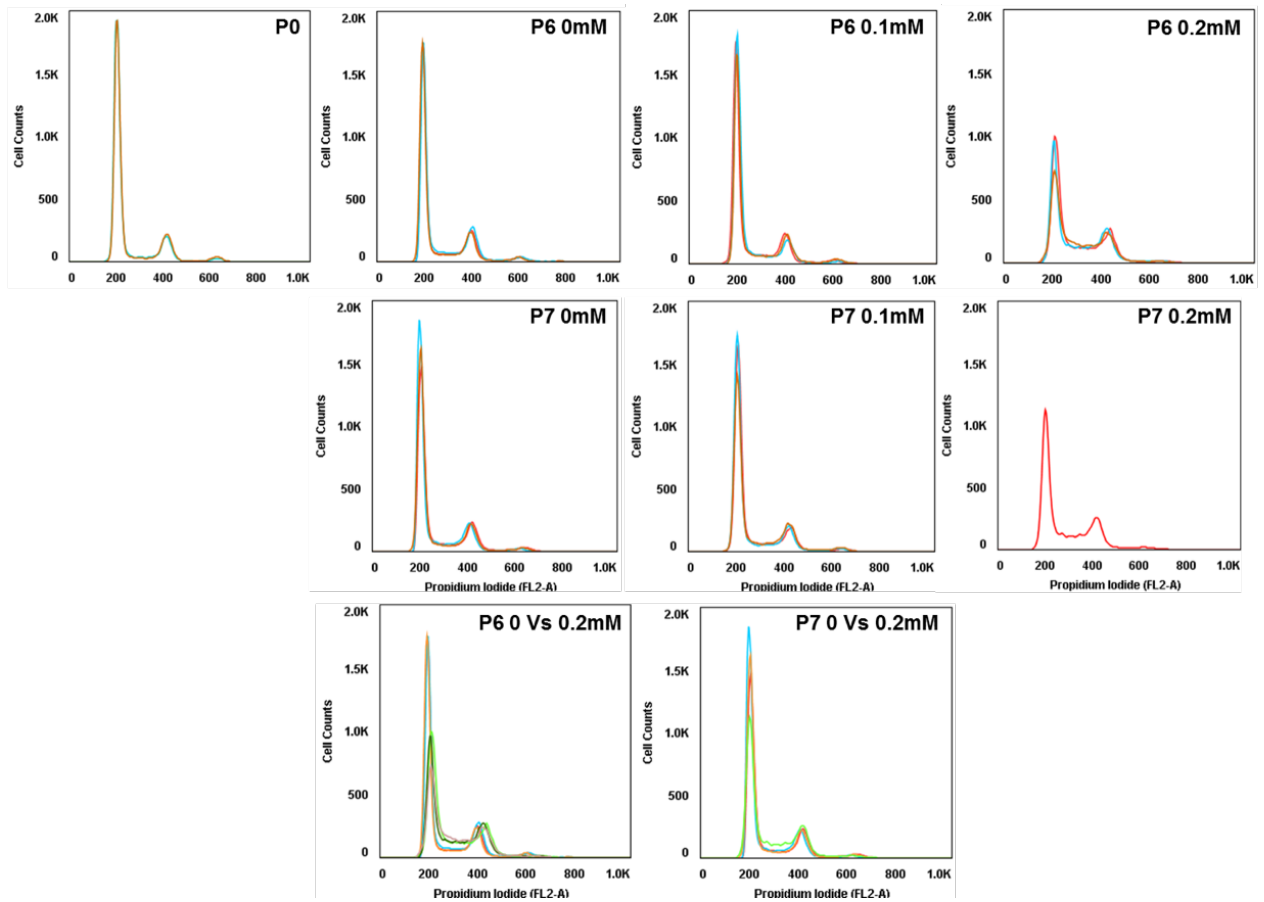 P0
2.0K
1.5K
1.0K
500
0
Cell Counts
0 200 400 600 800 1.0K
P6 0mM
2.0K
1.5K
1.0K
500
0
Cell Counts
0 200 400 600 800 1.0K
P6 0.1mM
2.0K
1.5K
1.0K
500
0
Cell Counts
0 200 400 600 800 1.0K
P6 0.2mM
2.0K
1.5K
1.0K
500
0
Cell Counts
0 200 400 600 800 1.0K
P7 0mM
2.0K
1.5K
1.0K
500
0
Cell Counts
0 200 400 600 800 1.0K
Propidium Iodide (FL2-A)
P7 0.1mM
2.0K
1.5K
1.0K
500
0
Cell Counts
0 200 400 600 800 1.0K
Propidium Iodide (FL2-A)
P7 0.2mM
2.0K
1.5K
1.0K
500
0
Cell Counts
0 200 400 600 800 1.0K
Propidium Iodide (FL2-A)
P6 0 Vs 0.2mM
2.0K
1.5K
1.0K
500
0
Cell Counts
0 200 400 600 800 1.0K
Propidium Iodide (FL2-A)
P7 0 Vs 0.2mM
2.0K
1.5K
1.0K
500
0
Cell Counts
0 200 400 600 800 1.0K
Propidium Iodide (FL2-A)